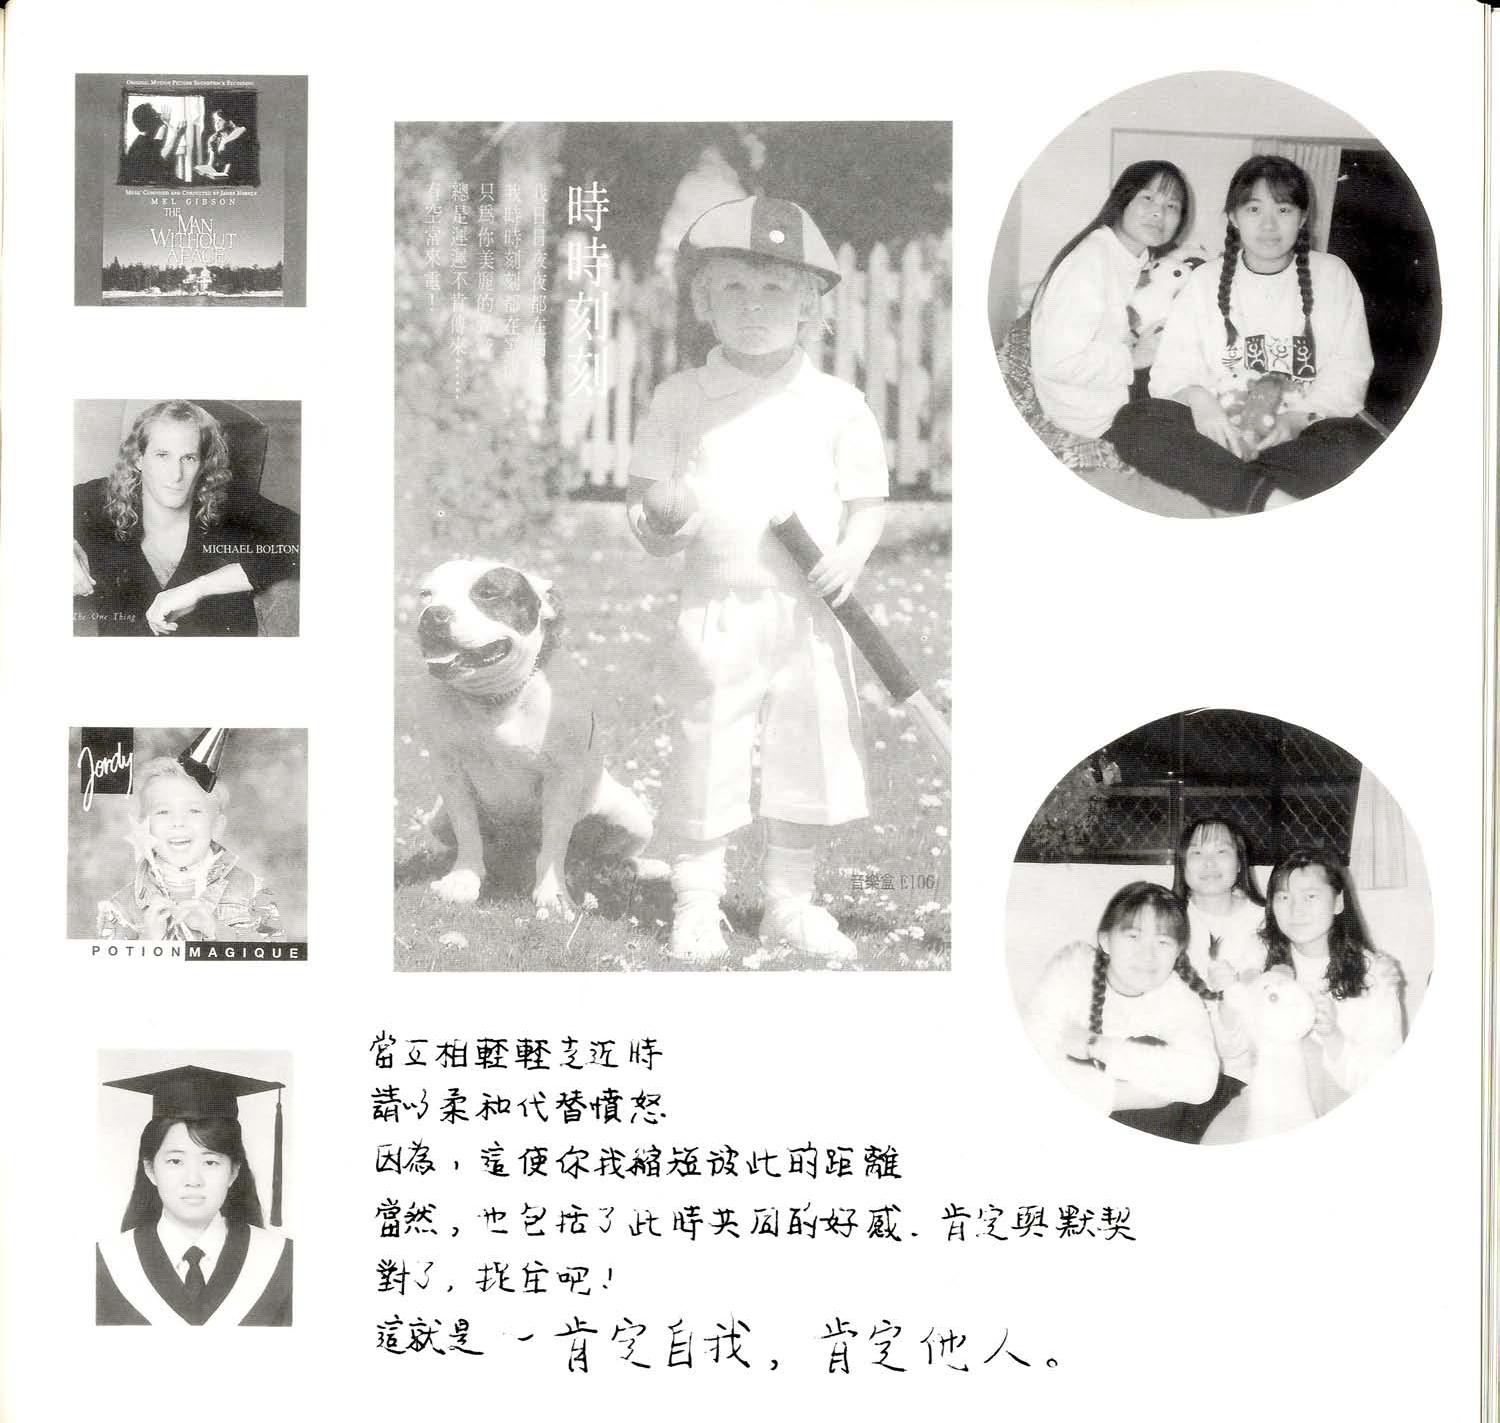 ORIGINAL MOTION PICTURE SOUNDTRACK RECORDING
MUSIC COMPOSED AND CONDUCTED BY JAMES HORNER
MEL GIBSON
THE
MAN
WITHOUT
A FACE
MICHAEL BOLTON
The One Thing
Jordy
POTION MAGIQUE
時時刻刻
我日日夜夜都在
我時時刻刻都在
只為你美麗的
總是遲遲不肯傳來……
有空常來電！
音樂盒 E106
當互相輕輕走近時
請以柔和代替憤怒
因為，這使你我縮短彼此的距離
當然，也包括了此時共同的好感．肯定與默契
對了，捉住吧！
這就是－肯定自我，肯定他人。